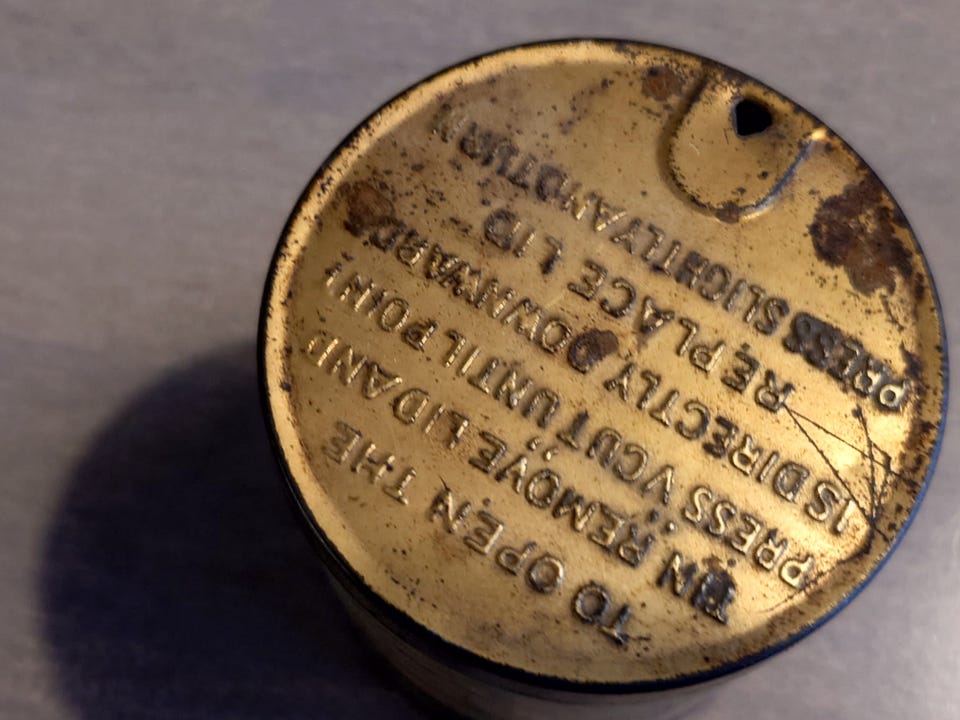 TO OPEN THE
TIN REMOVE LID AND
PRESS "V CUT" UNTIL POINT
IS DIRECTLY DOWNWARD
REPLACE LID
PRESS SLIGHTLY AND TURN